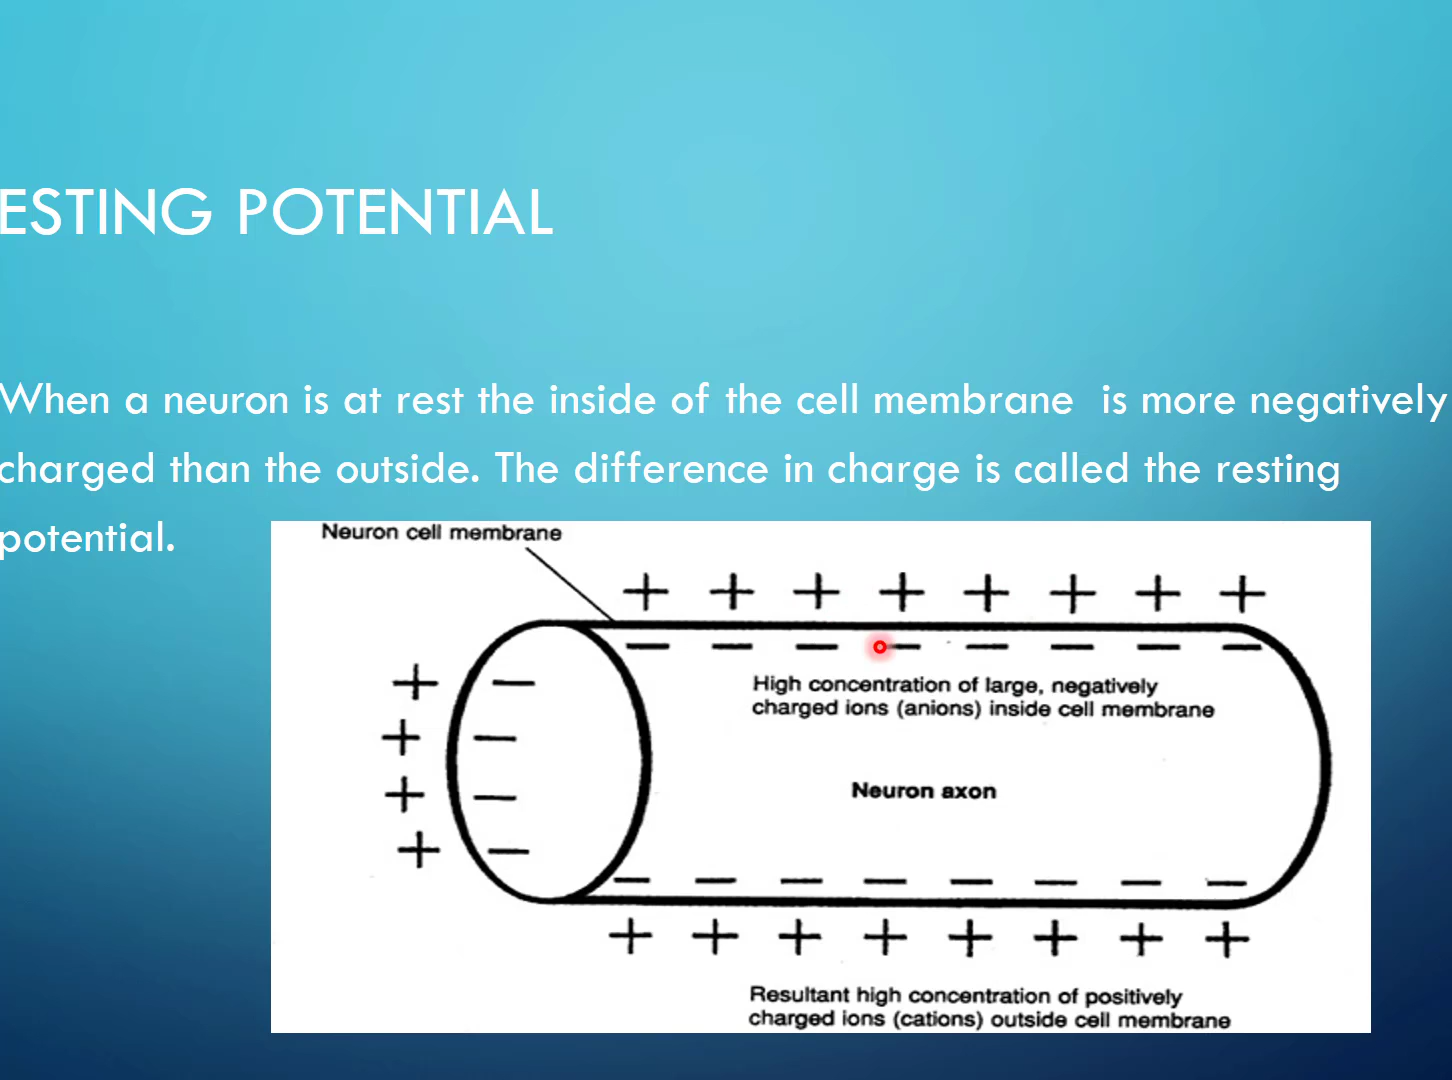 ESTING POTENTIAL
When a neuron is at rest the inside of the cell membrane is more negatively
charged than the outside. The difference in charge is called the resting
potential.
Neuron cell membrane
+ + + + + + + +
— — — — — — — —
High concentration of large, negatively
charged ions (anions) inside cell membrane
+ —
+ —
Neuron axon
+ —
+ —
— — — — — — — —
+ + + + + + + +
Resultant high concentration of positively
charged ions (cations) outside cell membrane